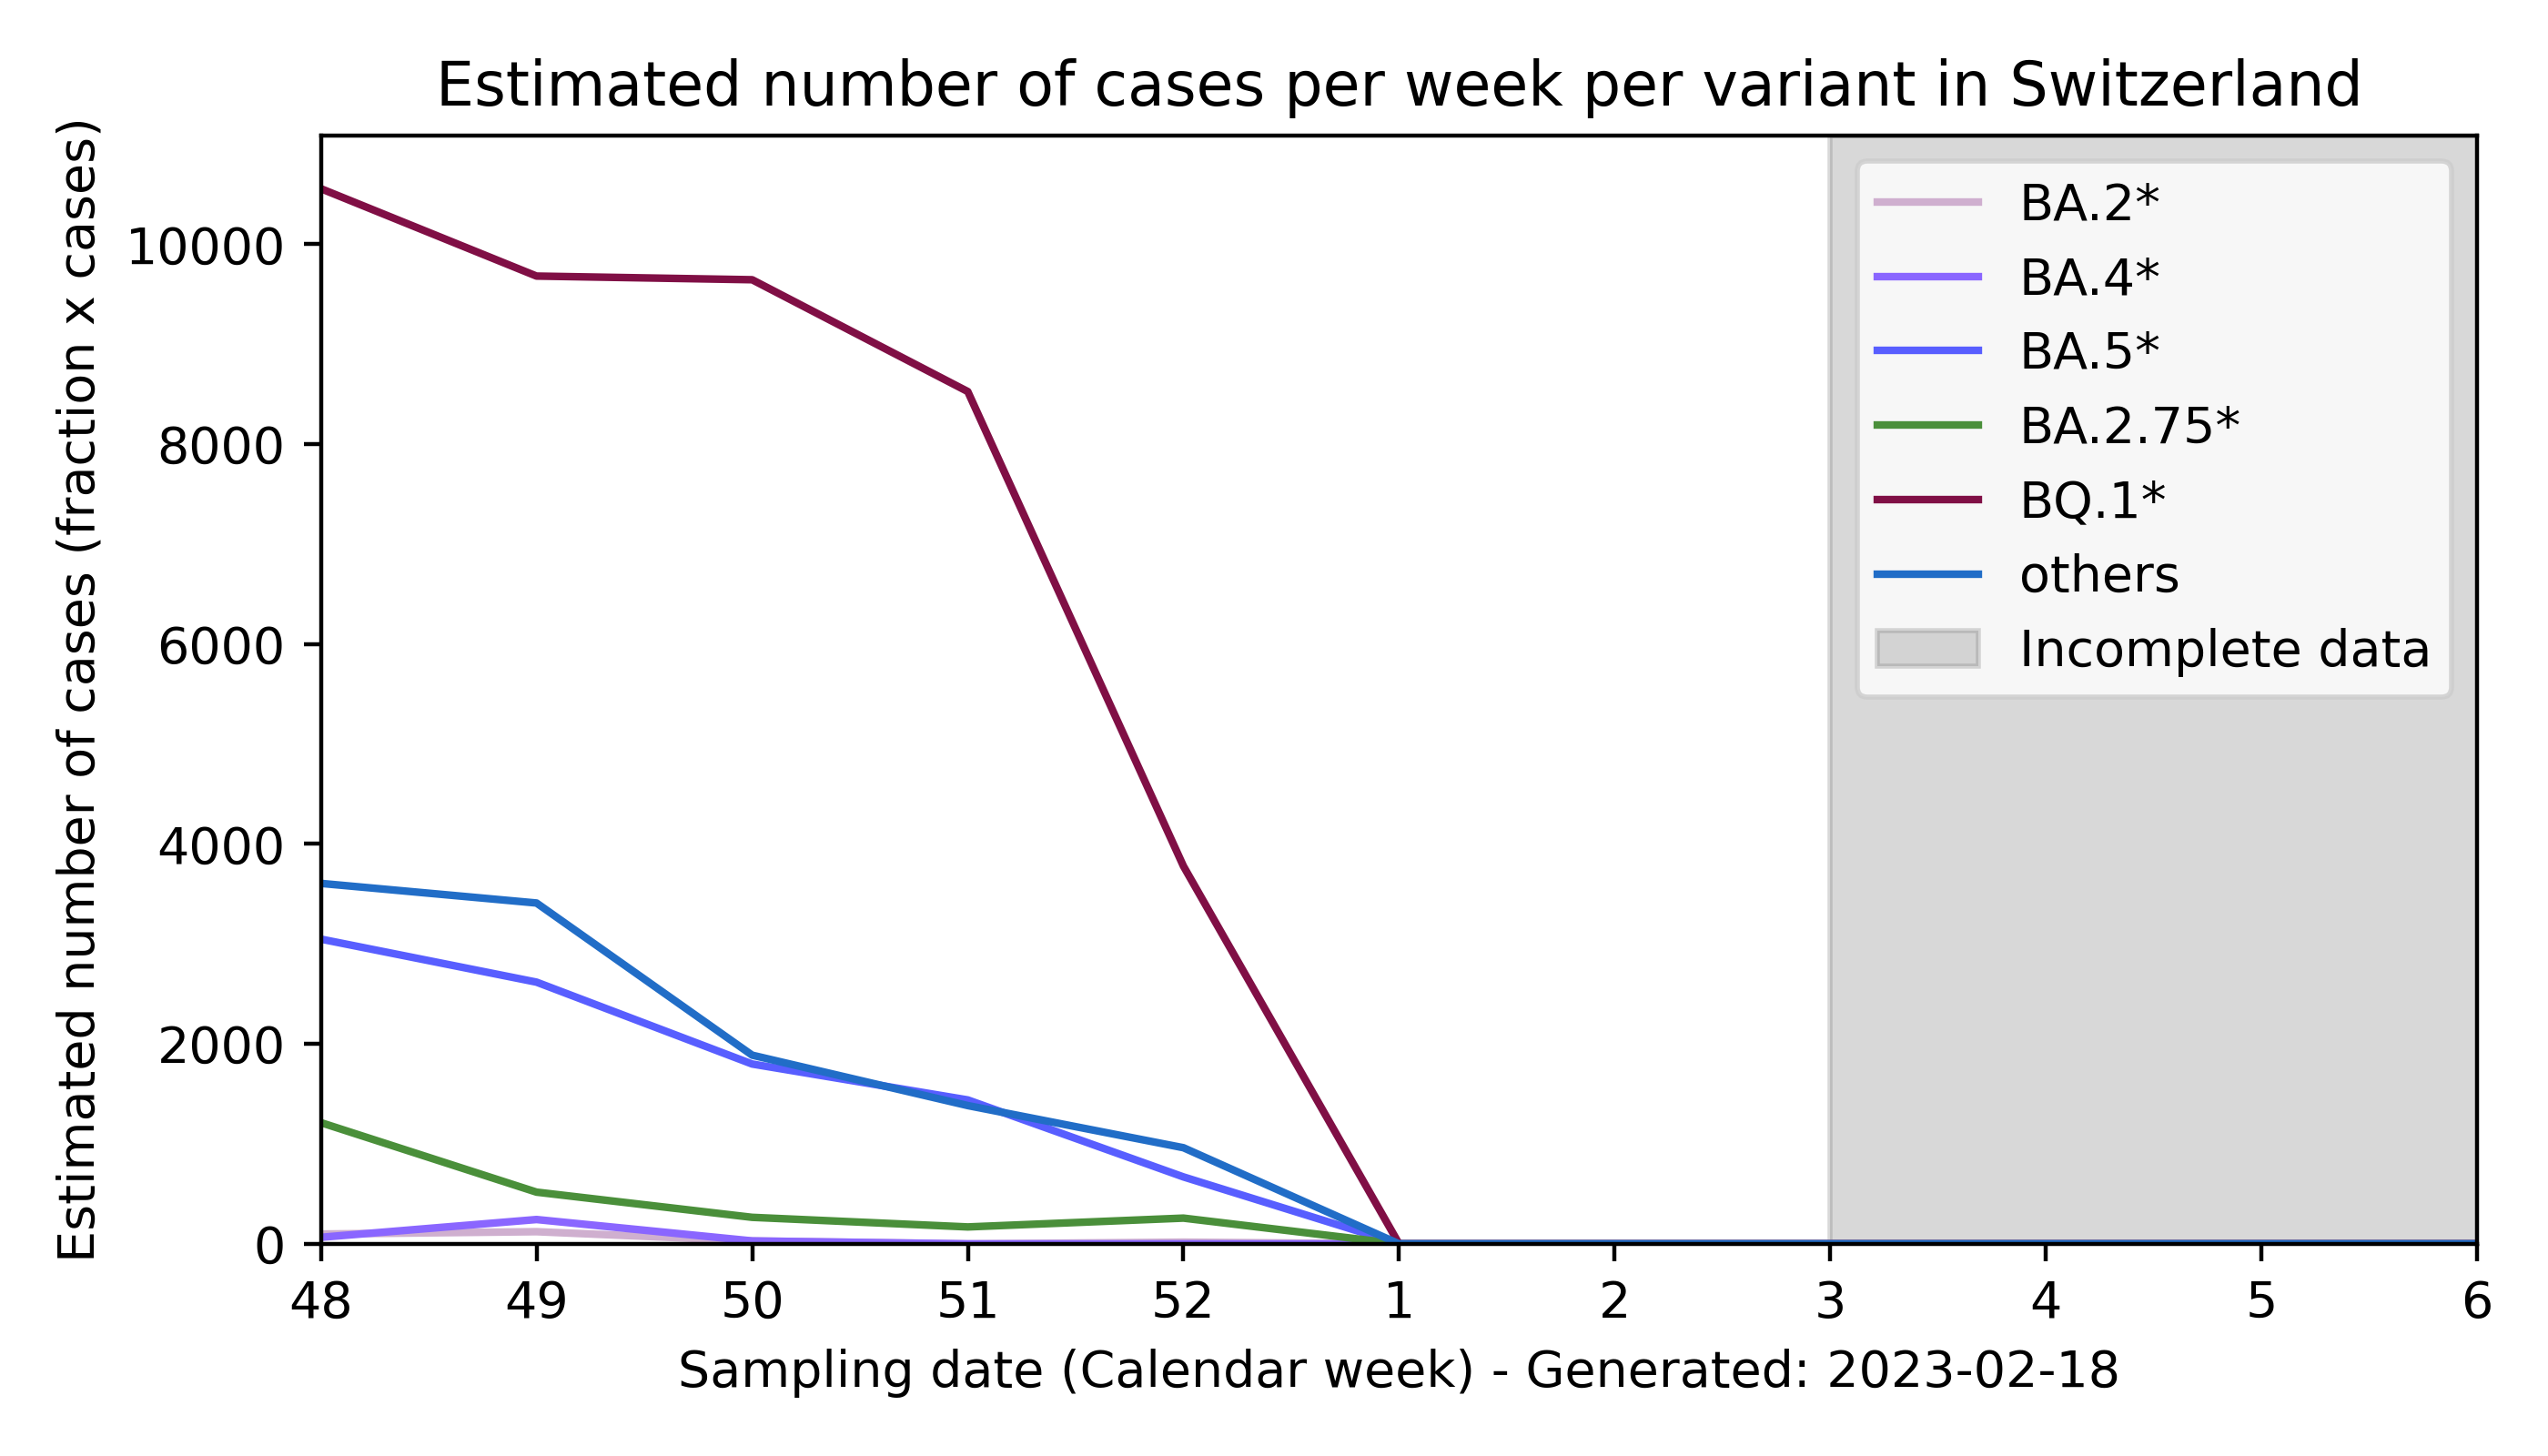 Estimated number of cases per week per variant in Switzerland
Estimated number of cases (fraction x cases)
10000
8000
6000
4000
2000
0
BA.2*
BA.4*
BA.5*
BA.2.75*
BQ.1*
others
Incomplete data
48 49 50 51 52 1 2 3 4 5 6
Sampling date (Calendar week) - Generated: 2023-02-18